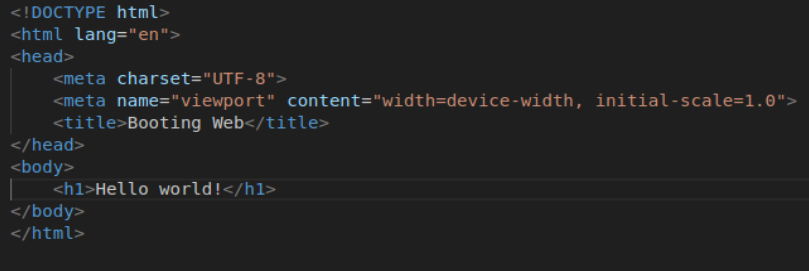 <!DOCTYPE html>
<html lang="en">
<head>
    <meta charset="UTF-8">
    <meta name="viewport" content="width=device-width, initial-scale=1.0">
    <title>Booting Web</title>
</head>
<body>
    <h1>Hello world!</h1>
</body>
</html>